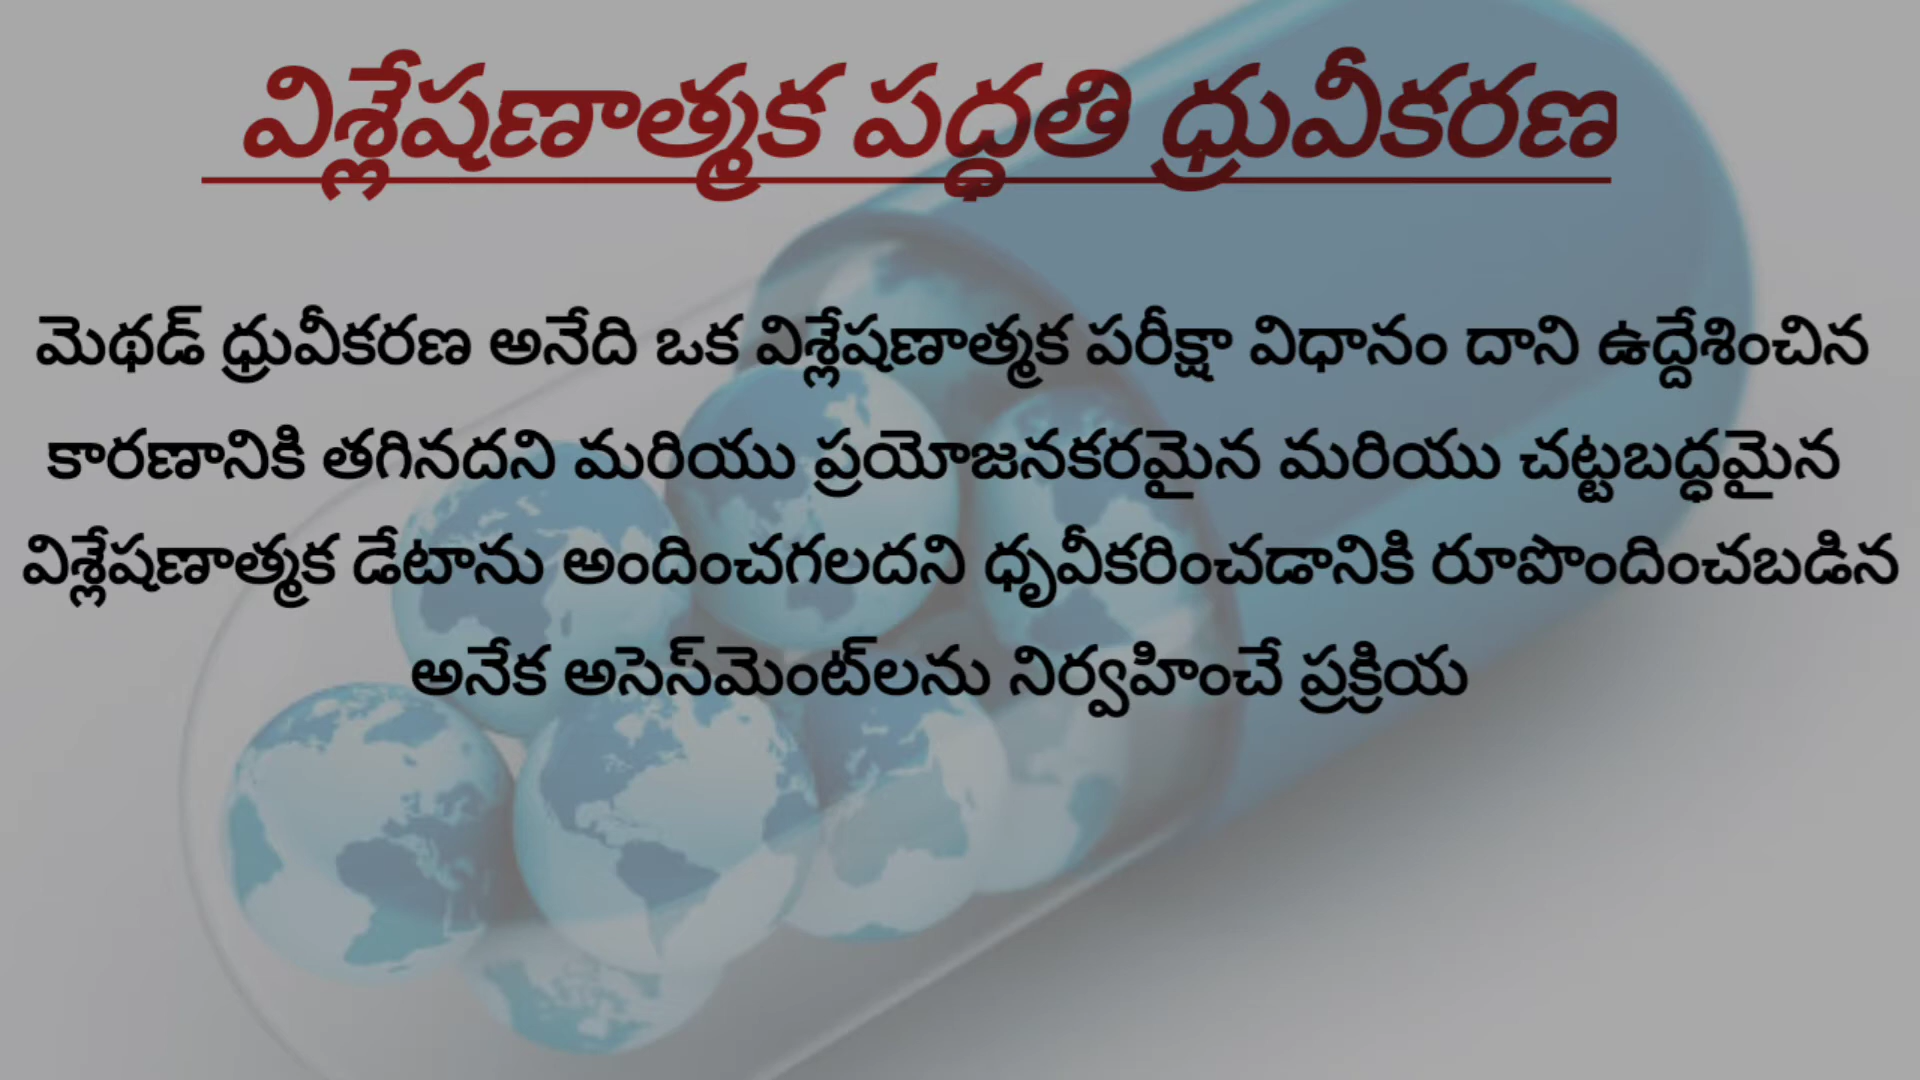 విశ్లేషణాత్మక పద్ధతి ధ్రువీకరణ
మెథడ్ ధ్రువీకరణ అనేది ఒక విశ్లేషణాత్మక పరీక్షా విధానం దాని ఉద్దేశించిన
కారణానికి తగినదని మరియు ప్రయోజనకరమైన మరియు చట్టబద్ధమైన
విశ్లేషణాత్మక డేటాను అందించగలదని ధృవీకరించడానికి రూపొందించబడిన
అనేక అసెస్‌మెంట్‌లను నిర్వహించే ప్రక్రియ